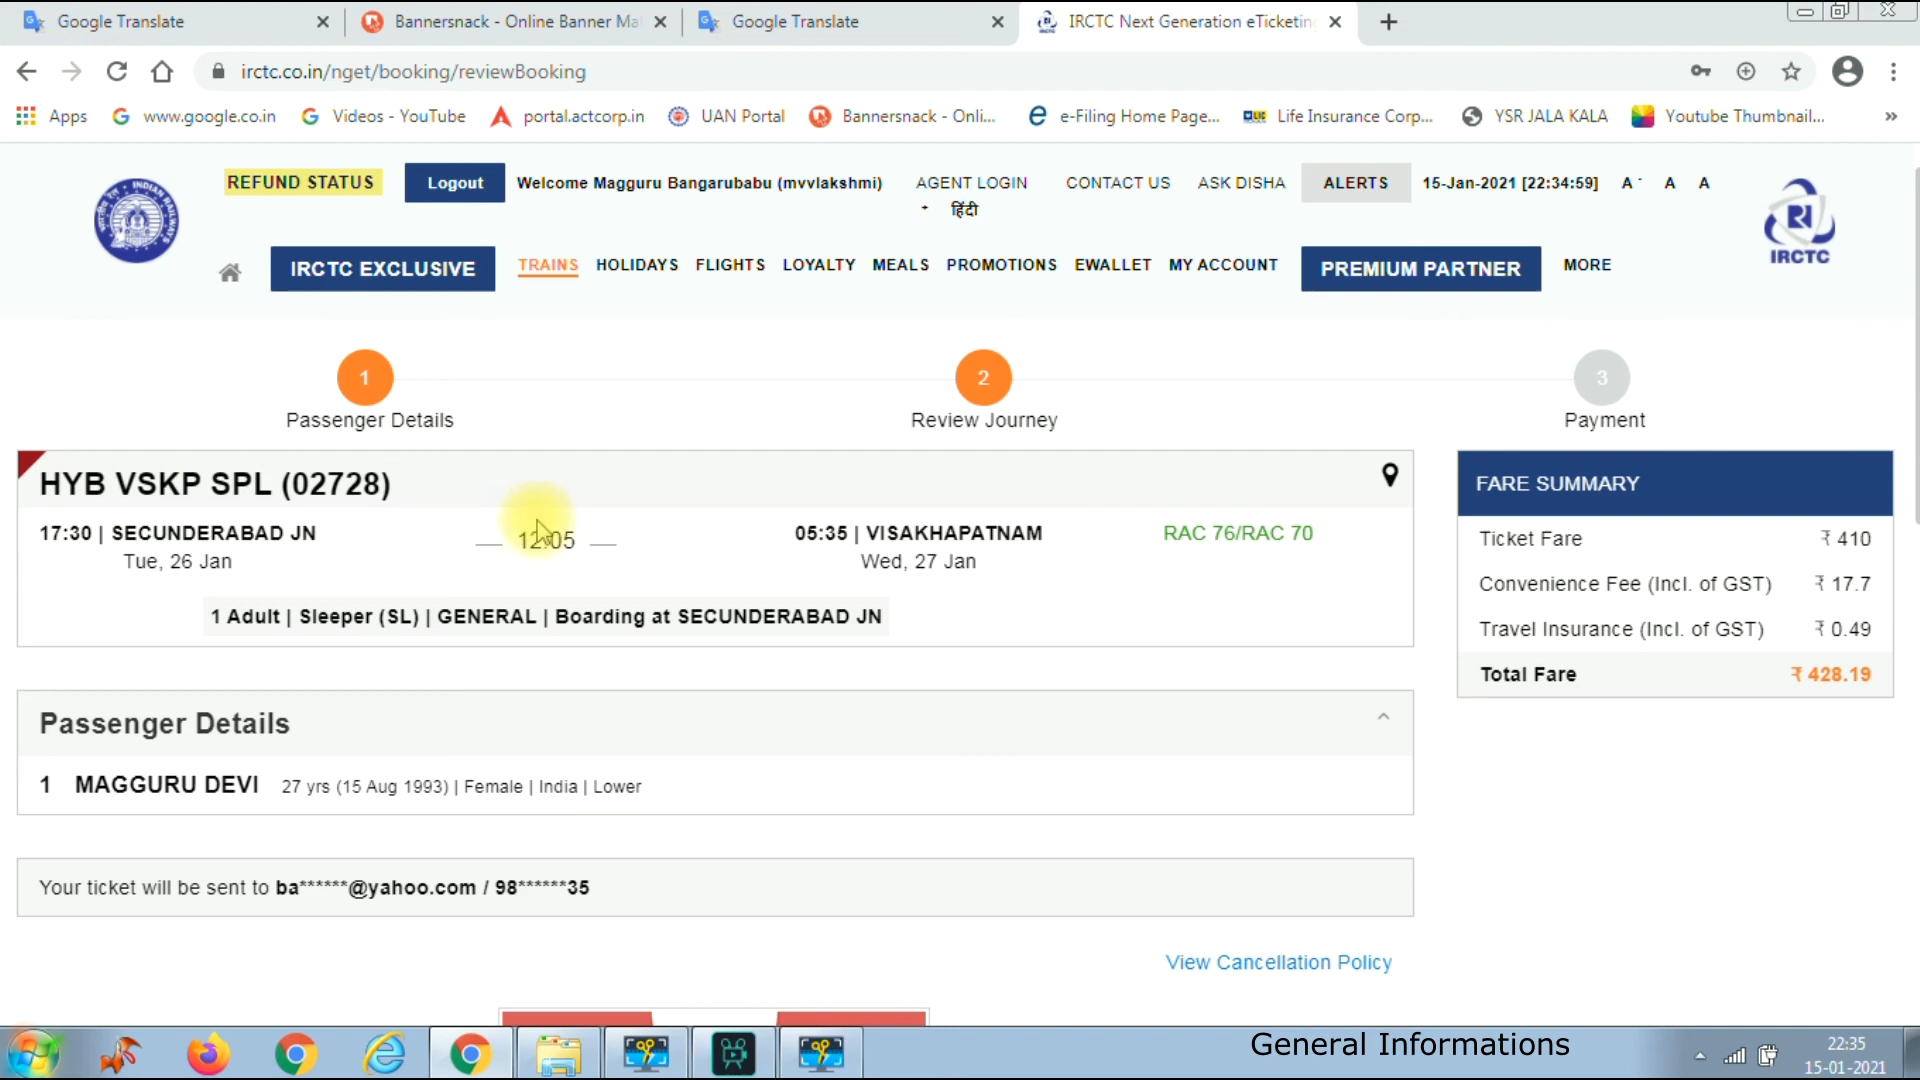 Google Translate
Bannersnack - Online Banner Ma
Google Translate
IRCTC Next Generation eTicketing
irctc.co.in/nget/booking/reviewBooking
Apps
www.google.co.in
Videos - YouTube
portal.actcorp.in
UAN Portal
Bannersnack - Onli...
e-Filing Home Page...
Life Insurance Corp...
YSR JALA KALA
Youtube Thumbnail...
REFUND STATUS
Logout
Welcome Magguru Bangarubabu (mvvlakshmi)
AGENT LOGIN
CONTACT US
ASK DISHA
ALERTS
15-Jan-2021 [22:34:59]
A- A A+
हिंदी
IRCTC EXCLUSIVE
TRAINS
HOLIDAYS
FLIGHTS
LOYALTY
MEALS
PROMOTIONS
EWALLET
MY ACCOUNT
PREMIUM PARTNER
MORE
IRCTC
1
2
3
Passenger Details
Review Journey
Payment
HYB VSKP SPL (02728)
17:30 | SECUNDERABAD JN
Tue, 26 Jan
— 12:05 —
05:35 | VISAKHAPATNAM
Wed, 27 Jan
RAC 76/RAC 70
1 Adult | Sleeper (SL) | GENERAL | Boarding at SECUNDERABAD JN
FARE SUMMARY
Ticket Fare ₹ 410
Convenience Fee (Incl. of GST) ₹ 17.7
Travel Insurance (Incl. of GST) ₹ 0.49
Total Fare ₹ 428.19
Passenger Details
1 MAGGURU DEVI 27 yrs (15 Aug 1993) | Female | India | Lower
Your ticket will be sent to ba******@yahoo.com / 98******35
View Cancellation Policy
General Informations
22:35
15-01-2021